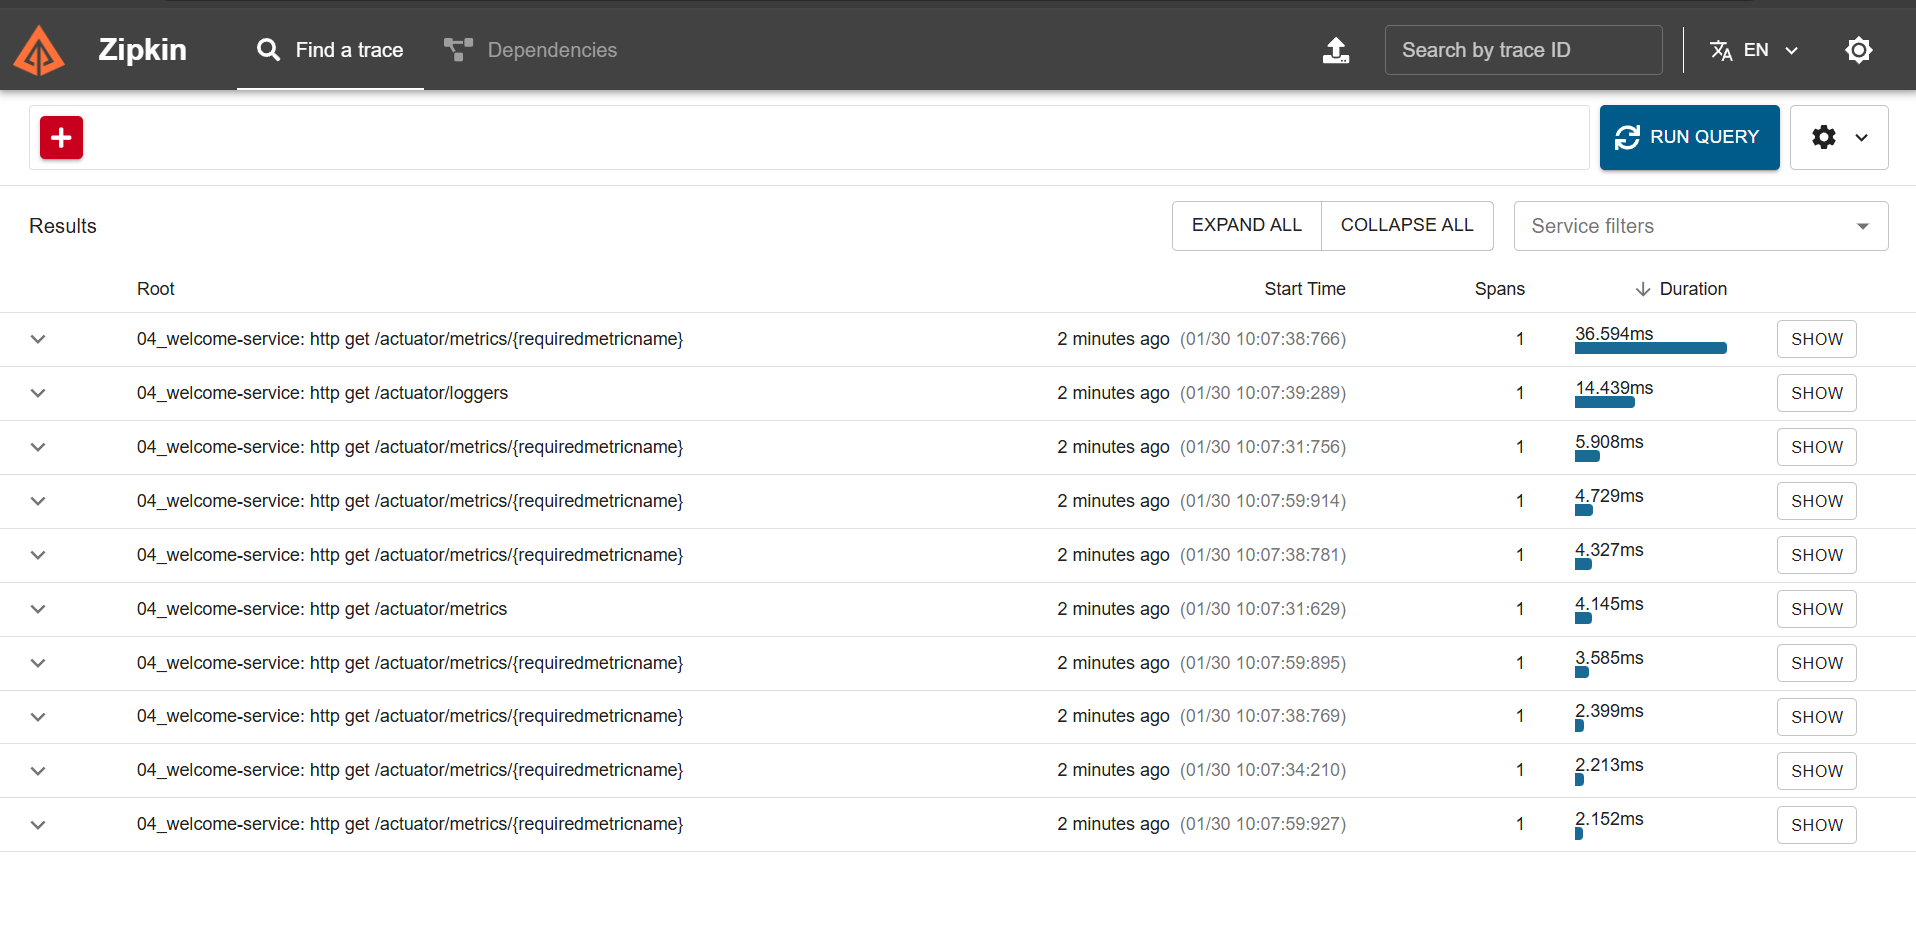 Zipkin Find a trace Dependencies Search by trace ID EN
RUN QUERY
Results EXPAND ALL COLLAPSE ALL Service filters
Root Start Time Spans Duration
04_welcome-service: http get /actuator/metrics/{requiredmetricname} 2 minutes ago (01/30 10:07:38:766) 1 36.594ms SHOW
04_welcome-service: http get /actuator/loggers 2 minutes ago (01/30 10:07:39:289) 1 14.439ms SHOW
04_welcome-service: http get /actuator/metrics/{requiredmetricname} 2 minutes ago (01/30 10:07:31:756) 1 5.908ms SHOW
04_welcome-service: http get /actuator/metrics/{requiredmetricname} 2 minutes ago (01/30 10:07:59:914) 1 4.729ms SHOW
04_welcome-service: http get /actuator/metrics/{requiredmetricname} 2 minutes ago (01/30 10:07:38:781) 1 4.327ms SHOW
04_welcome-service: http get /actuator/metrics 2 minutes ago (01/30 10:07:31:629) 1 4.145ms SHOW
04_welcome-service: http get /actuator/metrics/{requiredmetricname} 2 minutes ago (01/30 10:07:59:895) 1 3.585ms SHOW
04_welcome-service: http get /actuator/metrics/{requiredmetricname} 2 minutes ago (01/30 10:07:38:769) 1 2.399ms SHOW
04_welcome-service: http get /actuator/metrics/{requiredmetricname} 2 minutes ago (01/30 10:07:34:210) 1 2.213ms SHOW
04_welcome-service: http get /actuator/metrics/{requiredmetricname} 2 minutes ago (01/30 10:07:59:927) 1 2.152ms SHOW